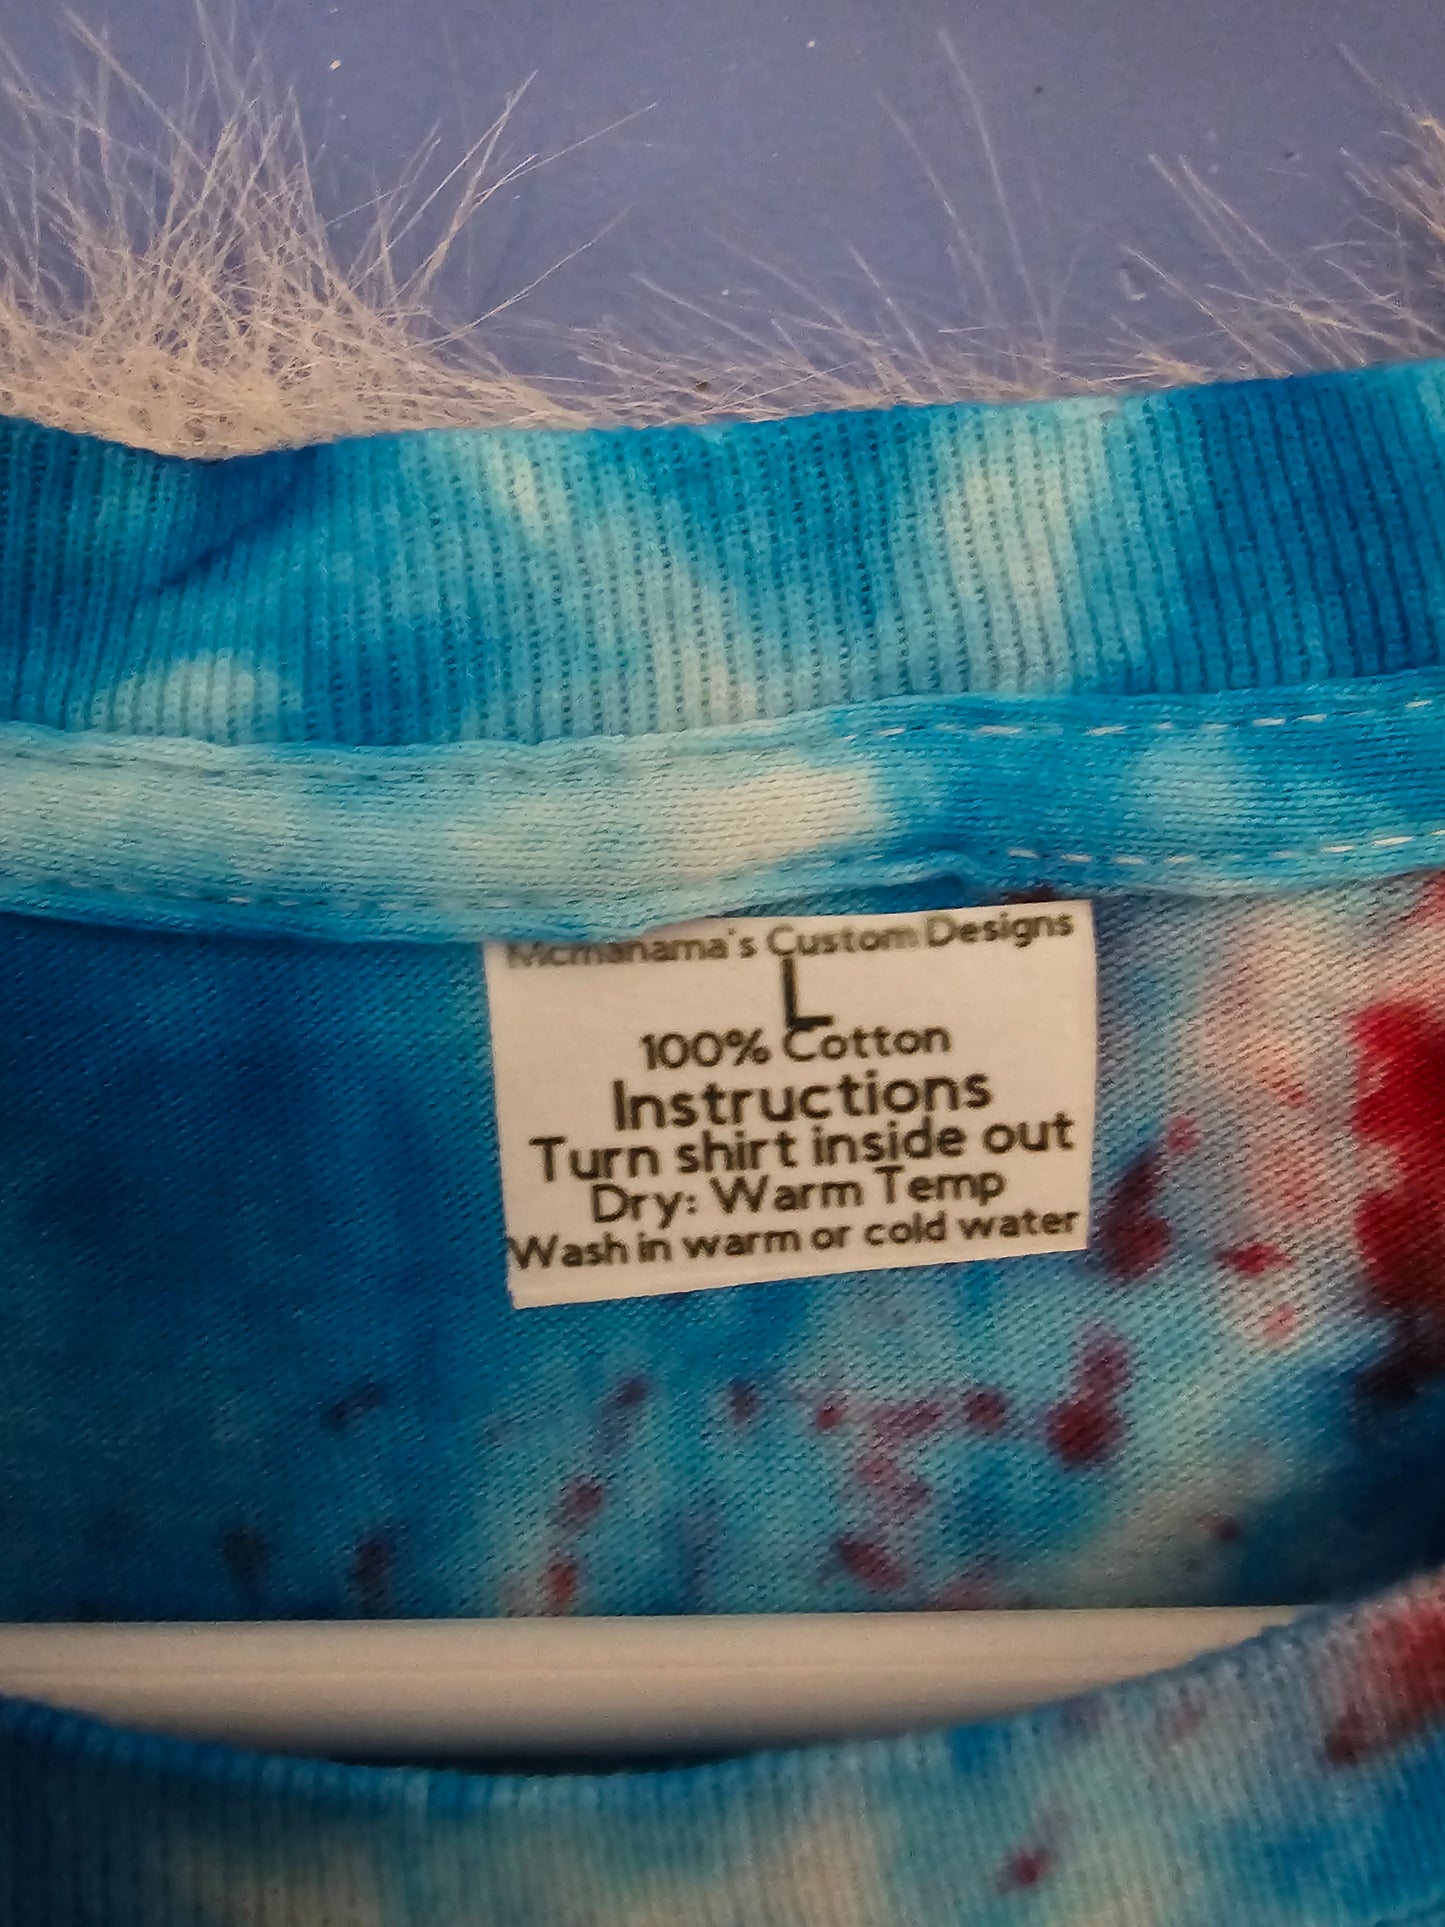 Mcmanama's Custom Designs
L
100% Cotton
Instructions
Turn shirt inside out
Dry: Warm Temp
Wash in warm or cold water